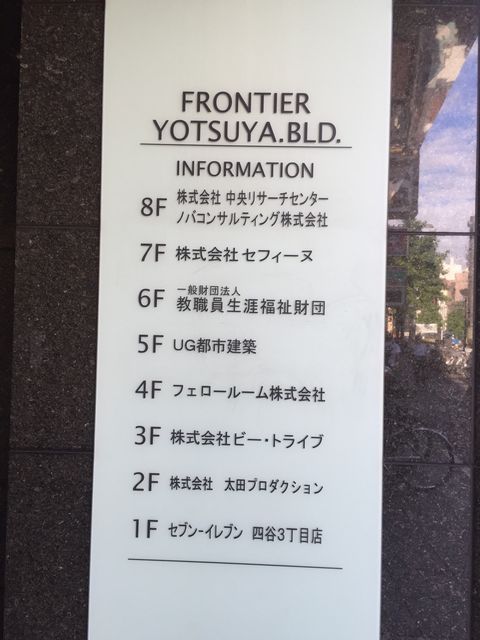 FRONTIER
YOTSUYA.BLD.
INFORMATION
8F 株式会社 中央リサーチセンター
ノバコンサルティング株式会社
7F 株式会社 セフィーヌ
一般財団法人
6F 教職員生涯福祉財団
5F UG都市建築
4F フェロールーム株式会社
3F 株式会社ビー・トライブ
2F 株式会社 太田プロダクション
1F セブン-イレブン 四谷3丁目店